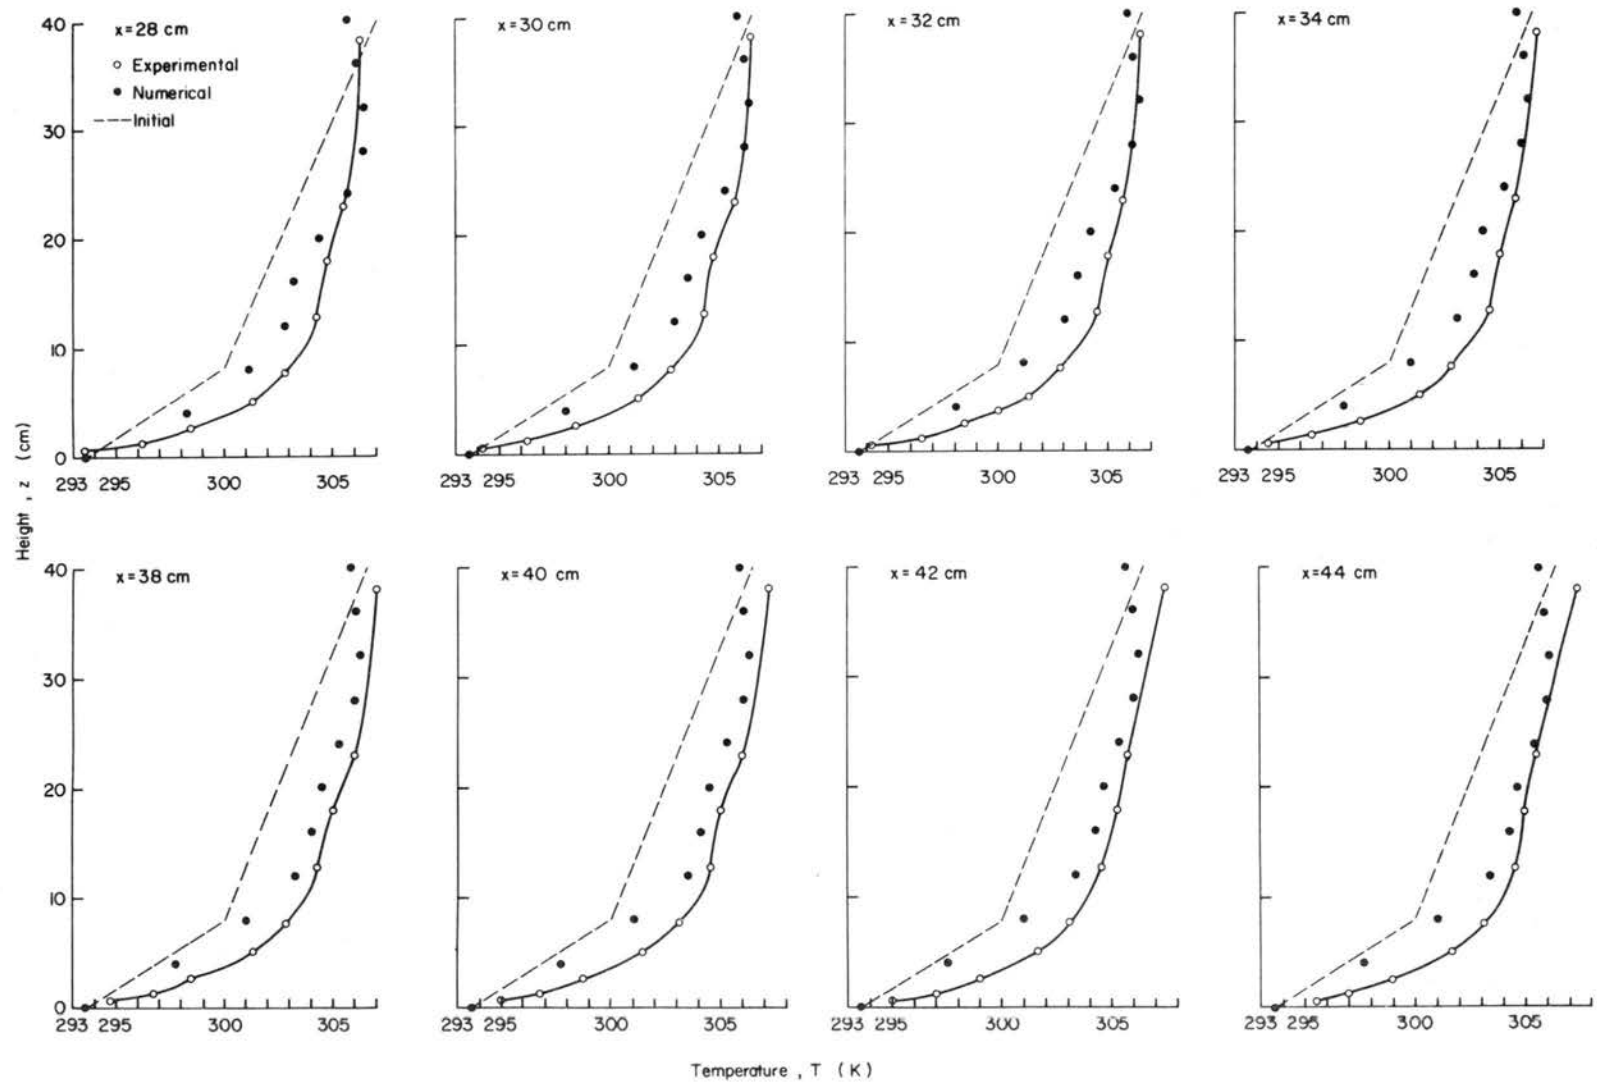 40
x = 28 cm
Experimental
Numerical
Initial
30
20
10
0
293 295 300 305
x = 30 cm
293 295 300 305
x = 32 cm
293 295 300 305
x = 34 cm
293 295 300 305
Height , z (cm)
40
x = 38 cm
30
20
10
0
293 295 300 305
x = 40 cm
293 295 300 305
x = 42 cm
293 295 300 305
x = 44 cm
293 295 300 305
Temperature , T (K)